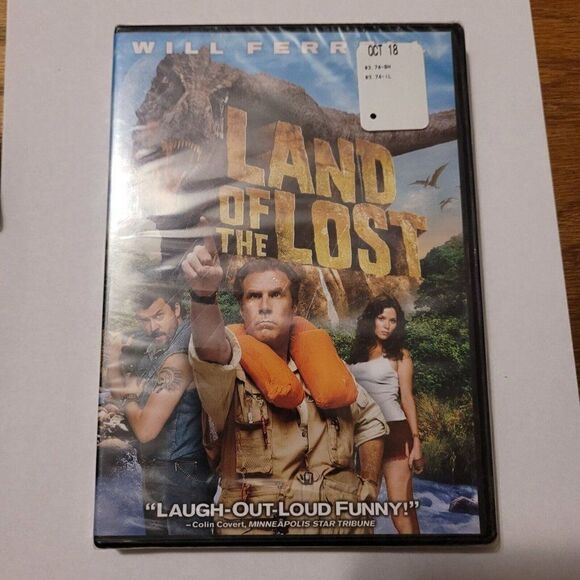 WILL FERR
OCT 18
LAND
OF
THE LOST
"LAUGH-OUT-LOUD FUNNY!"
– Colin Covert, MINNEAPOLIS STAR TRIBUNE